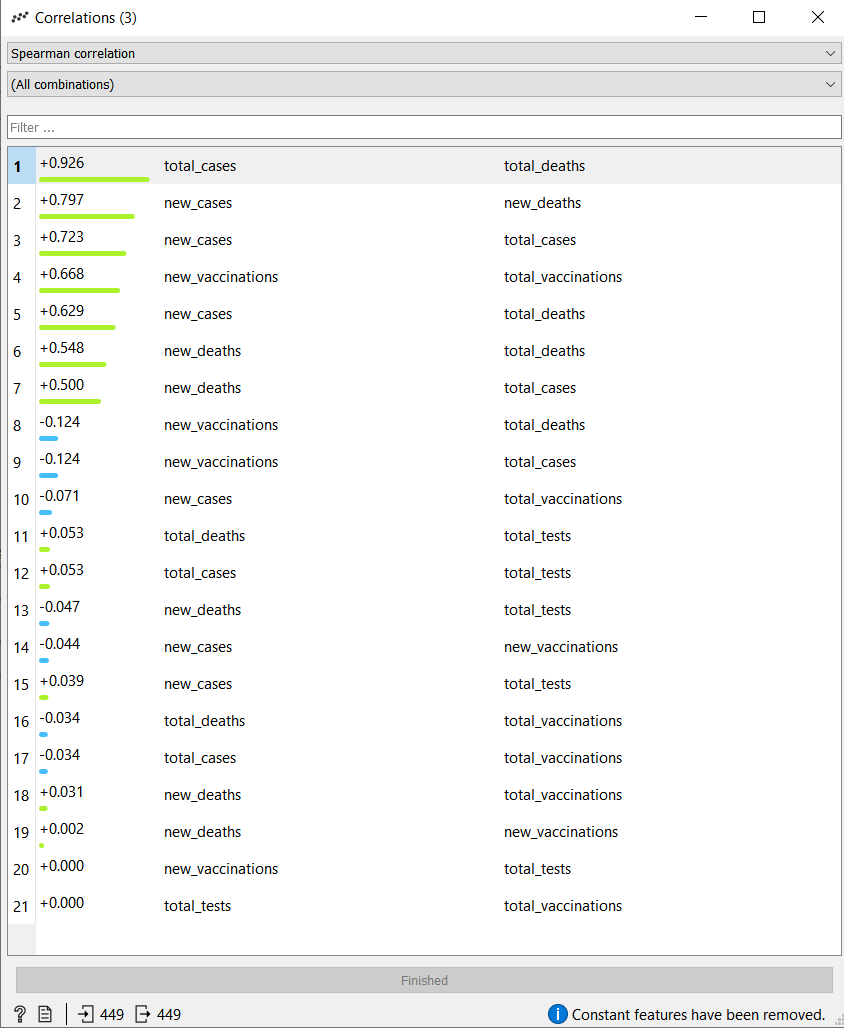 Correlations (3)
Spearman correlation
(All combinations)
Filter ...
1 +0.926 total_cases total_deaths
2 +0.797 new_cases new_deaths
3 +0.723 new_cases total_cases
4 +0.668 new_vaccinations total_vaccinations
5 +0.629 new_cases total_deaths
6 +0.548 new_deaths total_deaths
7 +0.500 new_deaths total_cases
8 -0.124 new_vaccinations total_deaths
9 -0.124 new_vaccinations total_cases
10 -0.071 new_cases total_vaccinations
11 +0.053 total_deaths total_tests
12 +0.053 total_cases total_tests
13 -0.047 new_deaths total_tests
14 -0.044 new_cases new_vaccinations
15 +0.039 new_cases total_tests
16 -0.034 total_deaths total_vaccinations
17 -0.034 total_cases total_vaccinations
18 +0.031 new_deaths total_vaccinations
19 +0.002 new_deaths new_vaccinations
20 +0.000 new_vaccinations total_tests
21 +0.000 total_tests total_vaccinations
Finished
? 449 449 i Constant features have been removed.